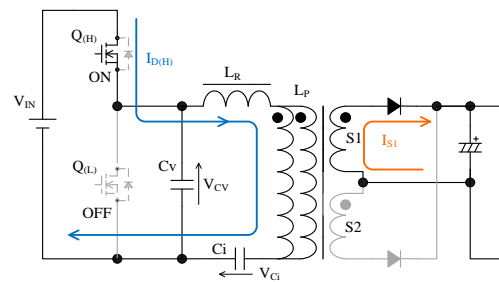 Q(H)
ID(H)
ON
LR
LP
VIN
S1
IS1
+
Q(L)
Cv
VCV
OFF
S2
Ci
VCi